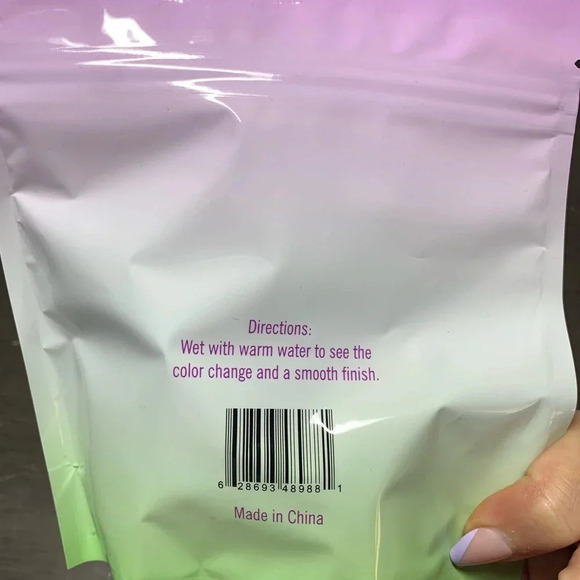 Directions:
Wet with warm water to see the
color change and a smooth finish.
6 28693 48988 1
Made in China